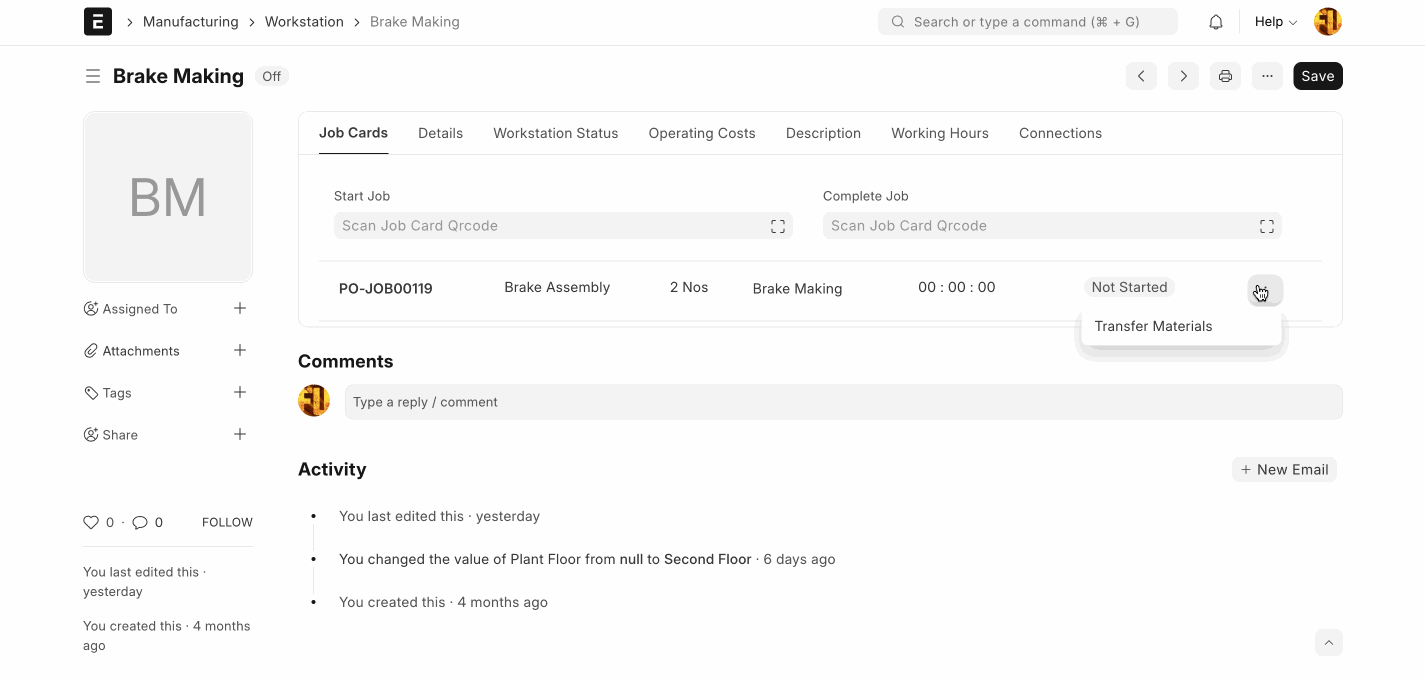 E > Manufacturing > Workstation > Brake Making
Search or type a command (⌘ + G)
Help
Brake Making
Off
Save
BM
Job Cards
Details
Workstation Status
Operating Costs
Description
Working Hours
Connections
Start Job
Complete Job
Scan Job Card Qrcode
Scan Job Card Qrcode
PO-JOB00119
Brake Assembly
2 Nos
Brake Making
00 : 00 : 00
Not Started
Transfer Materials
Assigned To
Attachments
Tags
Share
0 · 0
FOLLOW
You last edited this ·
yesterday
You created this · 4 months
ago
Comments
Type a reply / comment
Activity
+ New Email
You last edited this · yesterday
You changed the value of Plant Floor from null to Second Floor · 6 days ago
You created this · 4 months ago